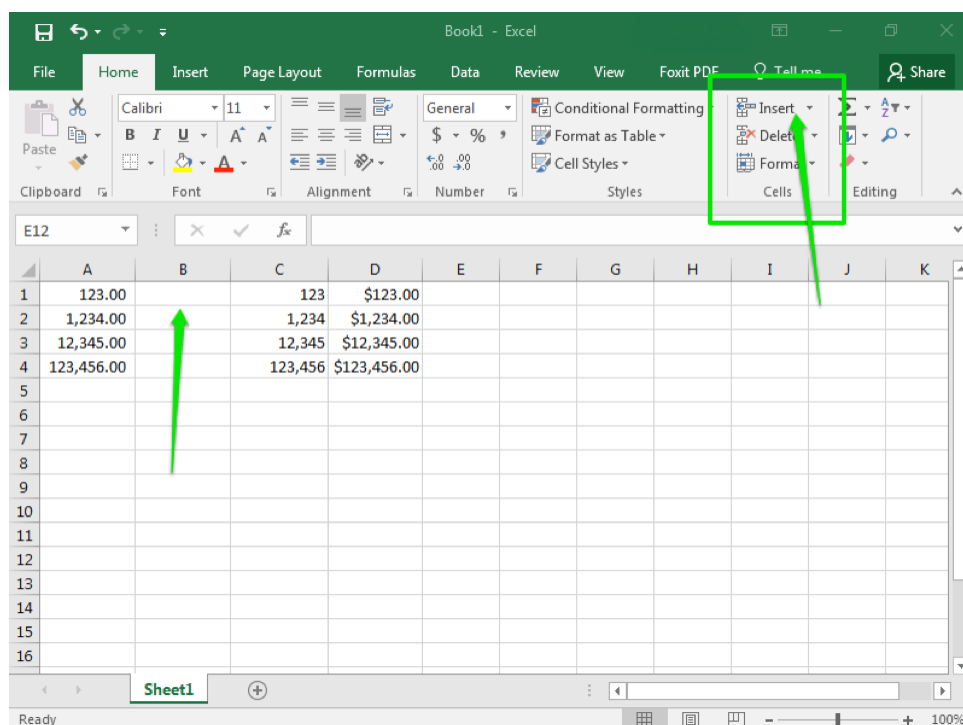 Book1 - Excel
File Home Insert Page Layout Formulas Data Review View Foxit PDF Tell me Share
Calibri 11 General Conditional Formatting Insert
Paste B I U A A $ % , Format as Table Delete
A .00 .0 Cell Styles Format
Clipboard Font Alignment Number Styles Cells Editing
E12 fx
A B C D E F G H I J K
1 123.00 123 $123.00
2 1,234.00 1,234 $1,234.00
3 12,345.00 12,345 $12,345.00
4 123,456.00 123,456 $123,456.00
5
6
7
8
9
10
11
12
13
14
15
16
Sheet1
Ready 100%